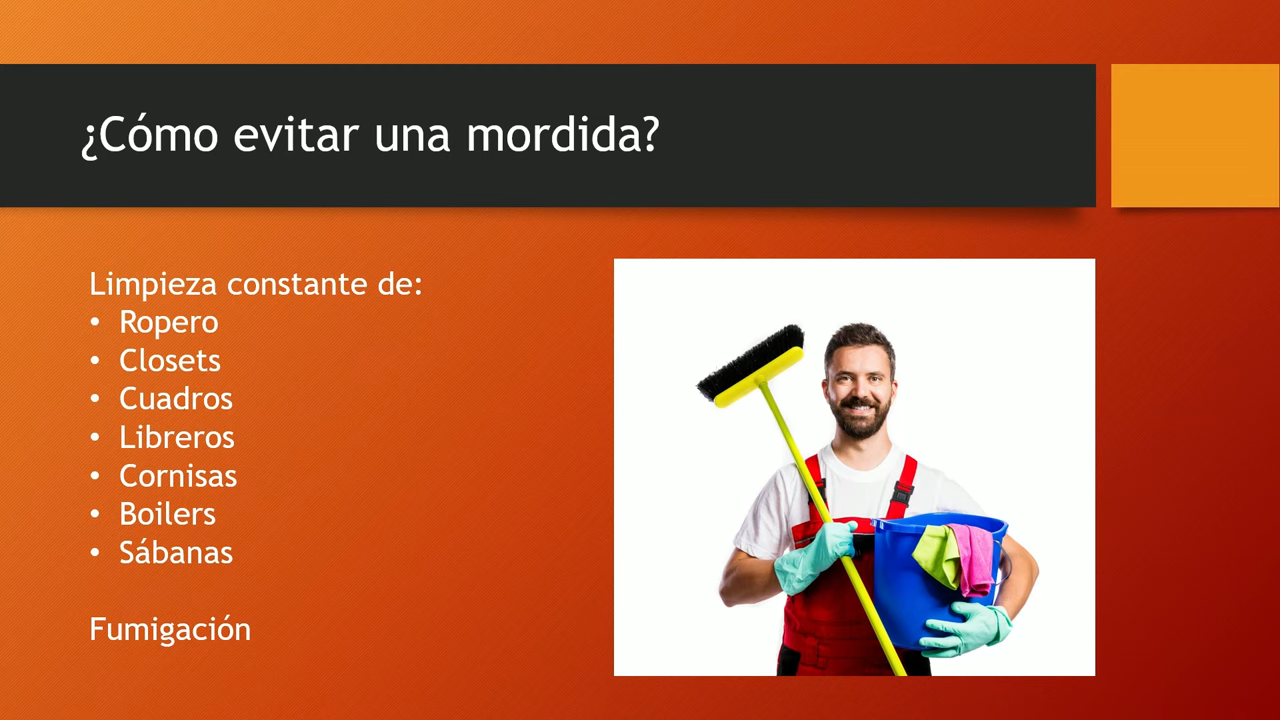 ¿Cómo evitar una mordida?
Limpieza constante de:
• Ropero
• Closets
• Cuadros
• Libreros
• Cornisas
• Boilers
• Sábanas
Fumigación